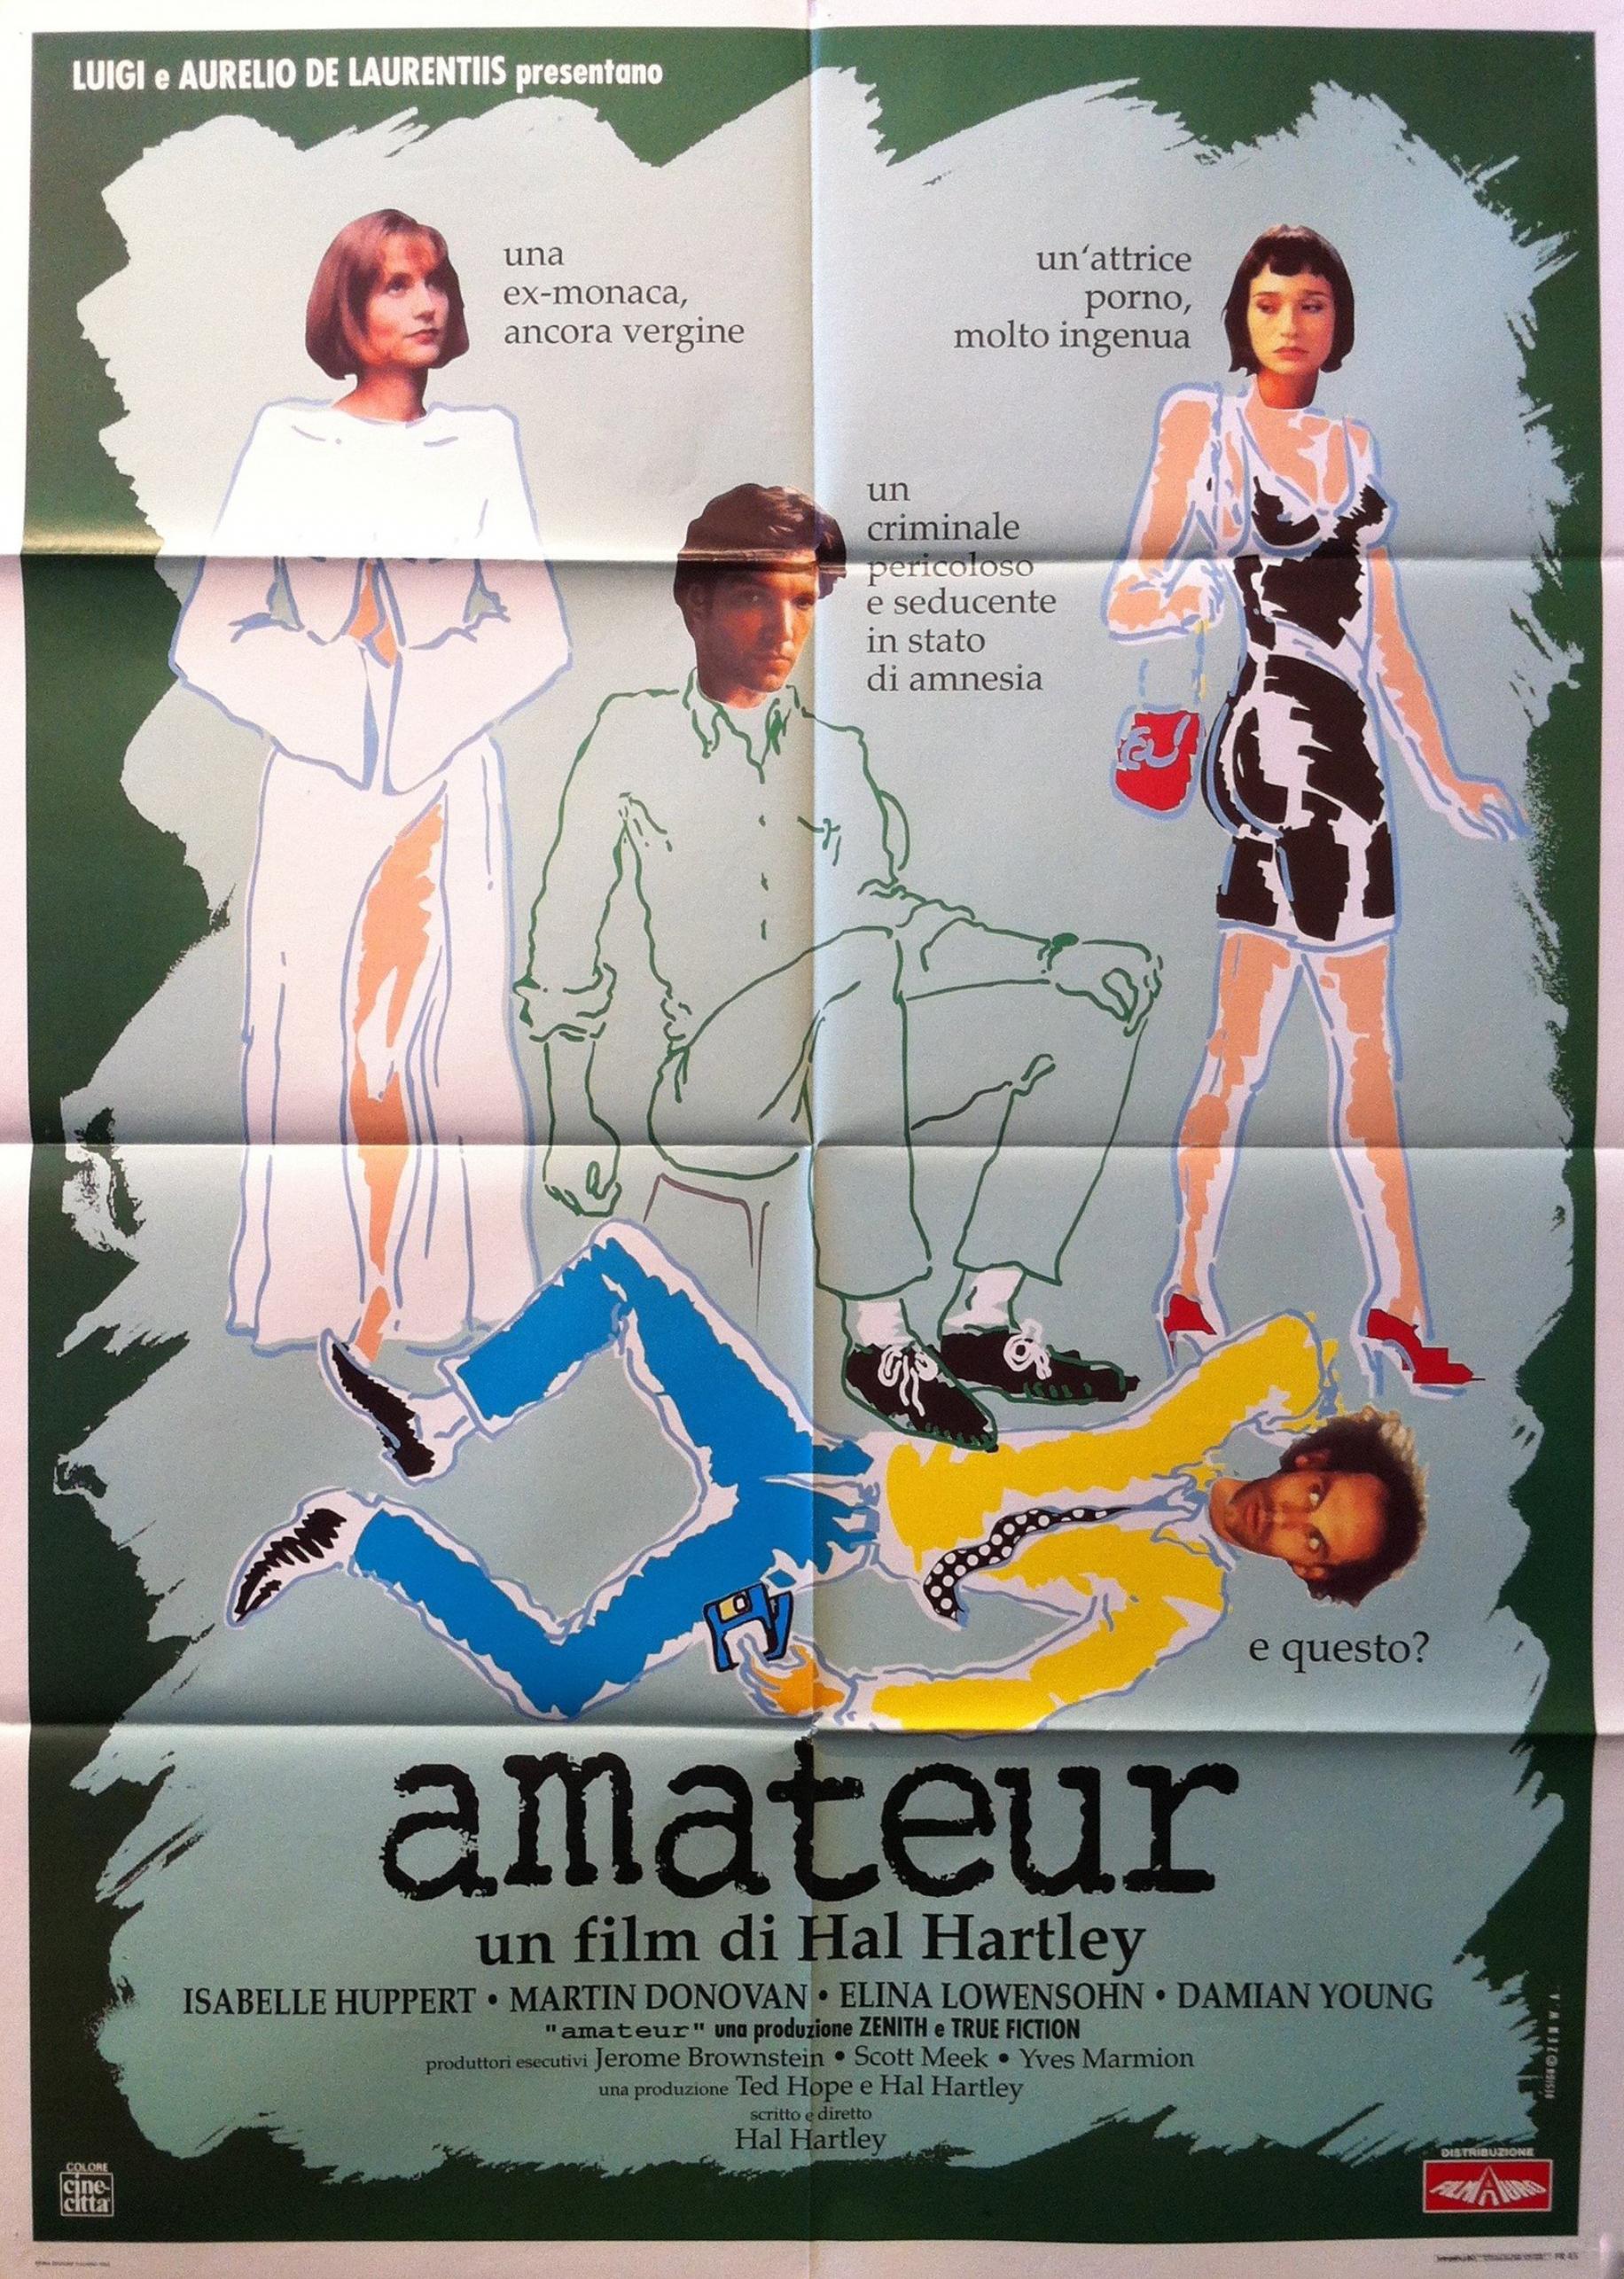 LUIGI e AURELIO DE LAURENTIIS presentano
una
ex-monaca,
ancora vergine
un'attrice
porno,
molto ingenua
un
criminale
pericoloso
e seducente
in stato
di amnesia
e questo?
amateur
un film di Hal Hartley
ISABELLE HUPPERT • MARTIN DONOVAN • ELINA LOWENSOHN • DAMIAN YOUNG
"amateur" una produzione ZENITH e TRUE FICTION
produttori esecutivi Jerome Brownstein • Scott Meek • Yves Marmion
una produzione Ted Hope e Hal Hartley
scritto e diretto
Hal Hartley
COLORE
cine-
città
DISTRIBUZIONE
FILMAURO